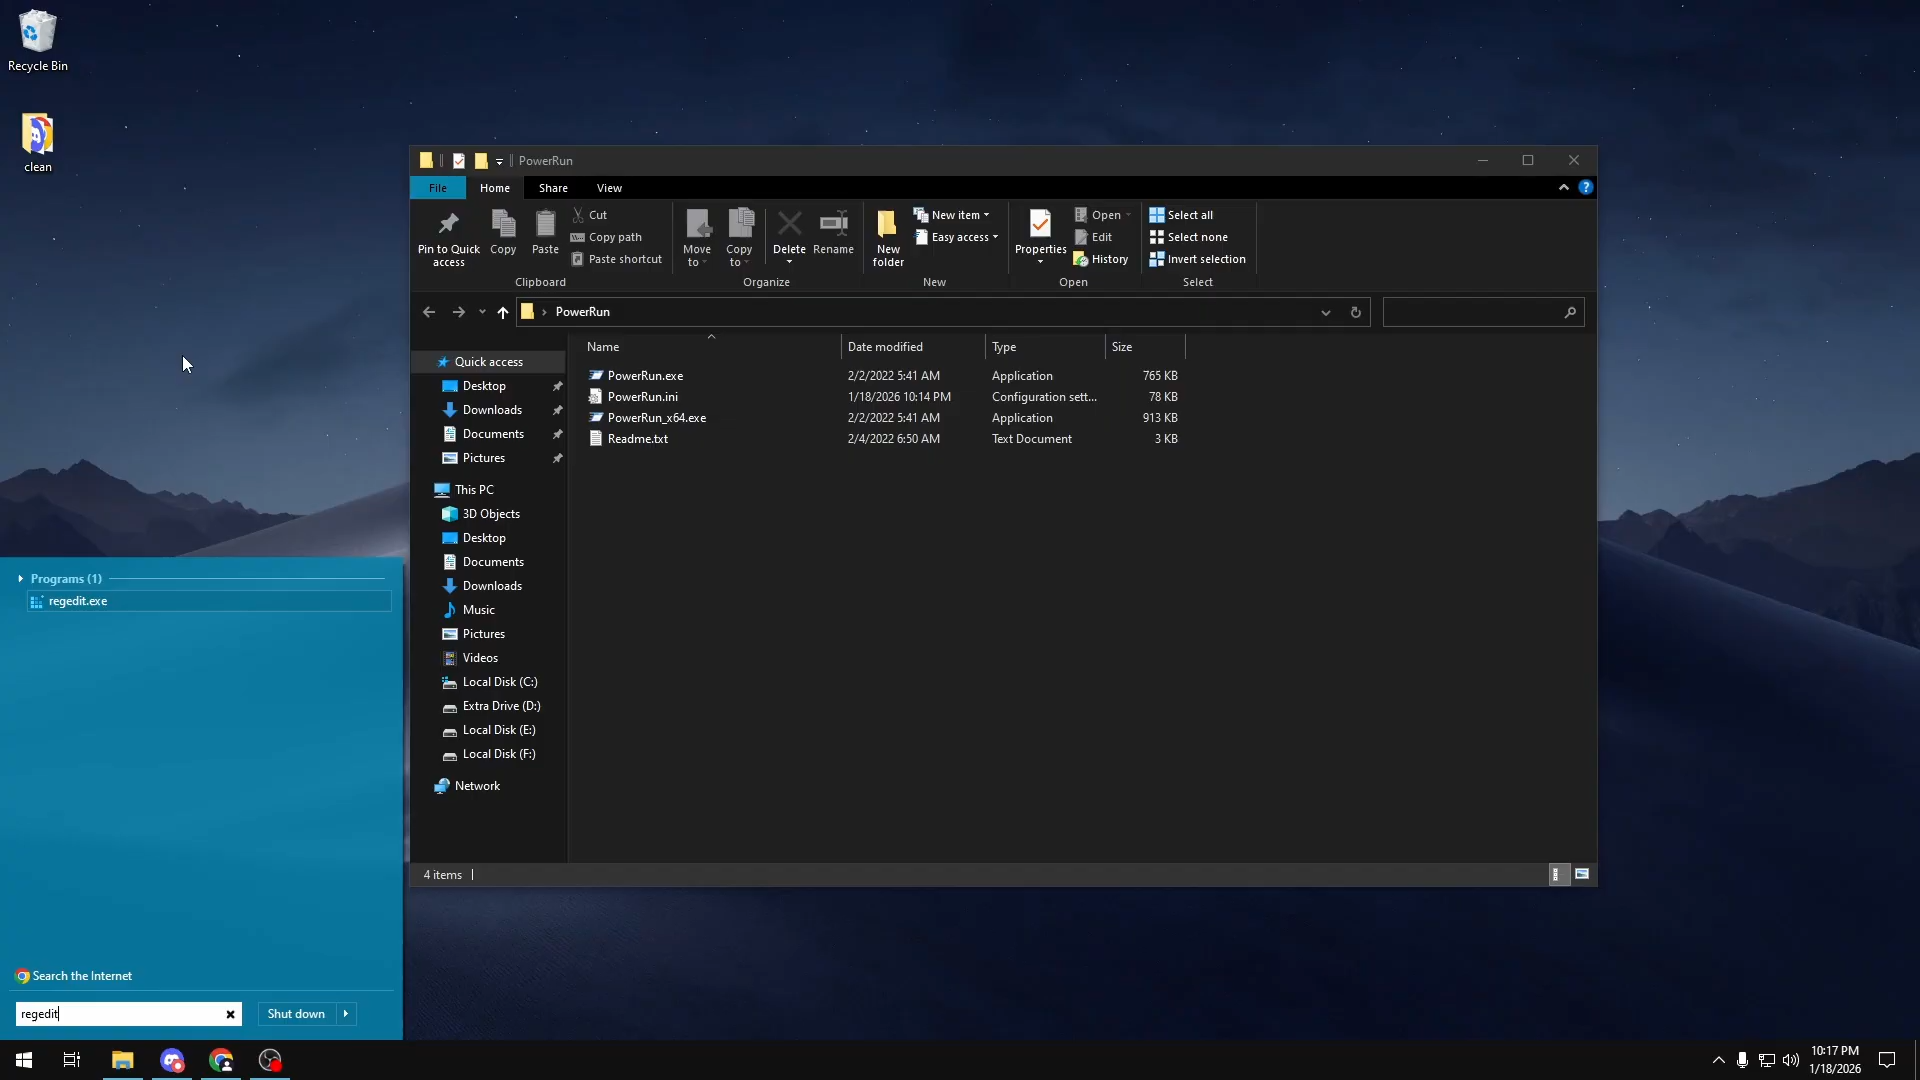 Recycle Bin
clean
PowerRun
File
Home
Share
View
Pin to Quick access
Copy
Paste
Cut
Copy path
Paste shortcut
Clipboard
Move to
Copy to
Delete
Rename
Organize
New folder
New item
Easy access
New
Properties
Open
Edit
History
Open
Select all
Select none
Invert selection
Select
PowerRun
Name
Date modified
Type
Size
PowerRun.exe 2/2/2022 5:41 AM Application 765 KB
PowerRun.ini 1/18/2026 10:14 PM Configuration sett... 78 KB
PowerRun_x64.exe 2/2/2022 5:41 AM Application 913 KB
Readme.txt 2/4/2022 6:50 AM Text Document 3 KB
Quick access
Desktop
Downloads
Documents
Pictures
This PC
3D Objects
Desktop
Documents
Downloads
Music
Pictures
Videos
Local Disk (C:)
Extra Drive (D:)
Local Disk (E:)
Local Disk (F:)
Network
4 items
Programs (1)
regedit.exe
Search the Internet
regedit
Shut down
10:17 PM
1/18/2026